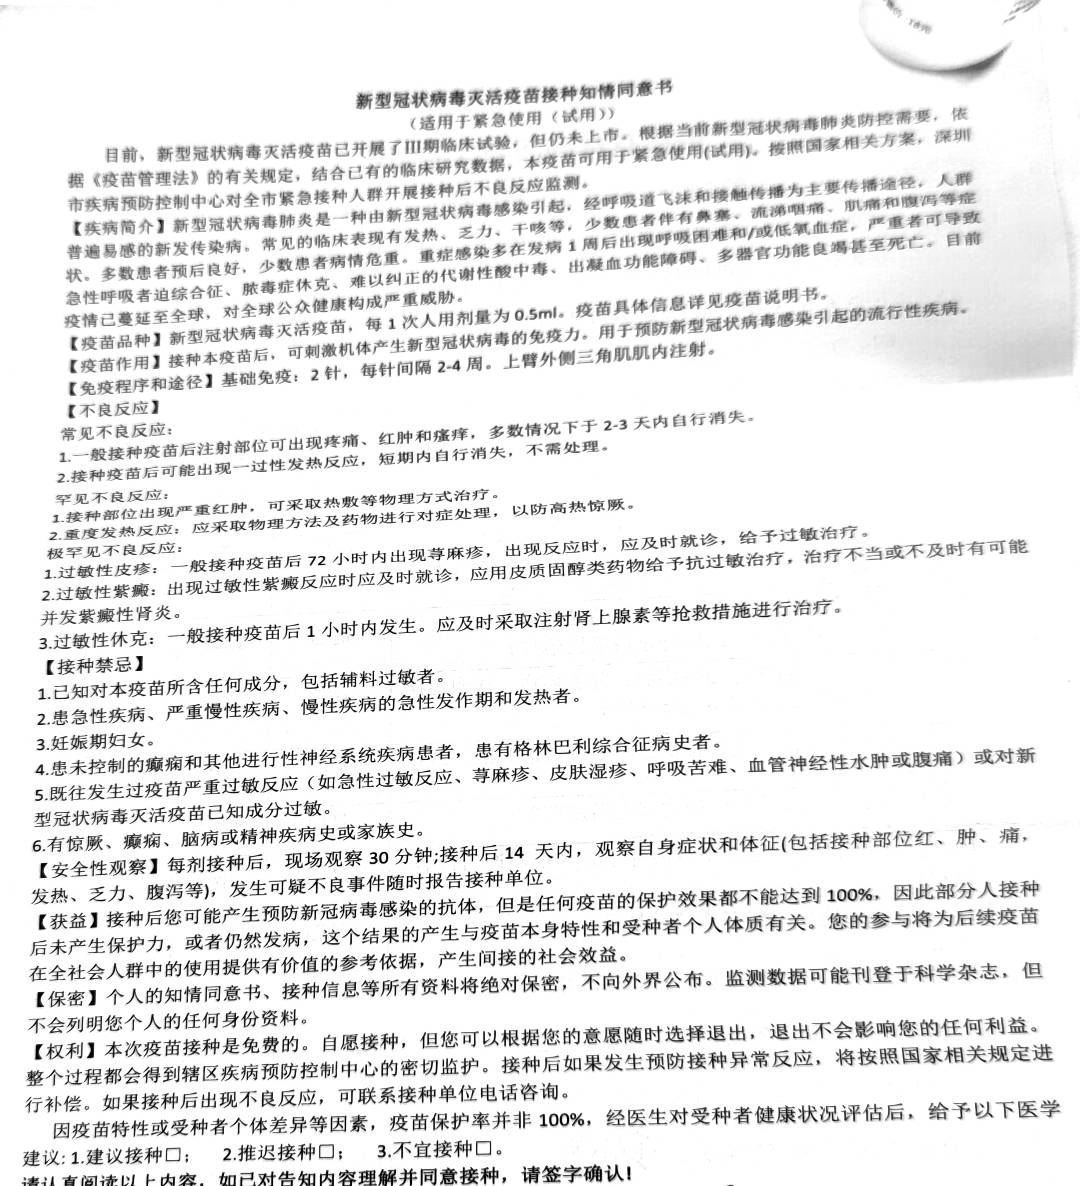 新型冠状病毒灭活疫苗接种知情同意书
（适用于紧急使用（试用））
目前，新型冠状病毒灭活疫苗已开展了III期临床试验，但仍未上市。根据当前新型冠状病毒肺炎防控需要，依
据《疫苗管理法》的有关规定，结合已有的临床研究数据，本疫苗可用于紧急使用(试用)。按照国家相关方案，深圳
市疾病预防控制中心对全市紧急接种人群开展接种后不良反应监测。
【疾病简介】新型冠状病毒肺炎是一种由新型冠状病毒感染引起，经呼吸道飞沫和接触传播为主要传播途径，人群
普遍易感的新发传染病。常见的临床表现有发热、乏力、干咳等，少数患者伴有鼻塞、流涕咽痛、肌痛和腹泻等症
状。多数患者预后良好，少数患者病情危重。重症感染多在发病 1 周后出现呼吸困难和/或低氧血症，严重者可导致
急性呼吸者迫综合征、脓毒症休克、难以纠正的代谢性酸中毒、出凝血功能障碍、多器官功能良竭甚至死亡。目前
疫情已蔓延至全球，对全球公众健康构成严重威胁。
【疫苗品种】新型冠状病毒灭活疫苗，每 1 次人用剂量为 0.5ml。疫苗具体信息详见疫苗说明书。
【疫苗作用】接种本疫苗后，可刺激机体产生新型冠状病毒的免疫力。用于预防新型冠状病毒感染引起的流行性疾病。
【免疫程序和途径】基础免疫：2 针，每针间隔 2-4 周。上臂外侧三角肌肌内注射。
【不良反应】
常见不良反应：
1.一般接种疫苗后注射部位可出现疼痛、红肿和瘙痒，多数情况下于 2-3 天内自行消失。
2.接种疫苗后可能出现一过性发热反应，短期内自行消失，不需处理。
罕见不良反应：
1.接种部位出现严重红肿，可采取热敷等物理方式治疗。
2.重度发热反应：应采取物理方法及药物进行对症处理，以防高热惊厥。
极罕见不良反应：
1.过敏性皮疹：一般接种疫苗后 72 小时内出现荨麻疹，出现反应时，应及时就诊，给予过敏治疗。
2.过敏性紫癜：出现过敏性紫癜反应时应及时就诊，应用皮质固醇类药物给予抗过敏治疗，治疗不当或不及时有可能
并发紫癜性肾炎。
3.过敏性休克：一般接种疫苗后 1 小时内发生。应及时采取注射肾上腺素等抢救措施进行治疗。
【接种禁忌】
1.已知对本疫苗所含任何成分，包括辅料过敏者。
2.患急性疾病、严重慢性疾病、慢性疾病的急性发作期和发热者。
3.妊娠期妇女。
4.患未控制的癫痫和其他进行性神经系统疾病患者，患有格林巴利综合征病史者。
5.既往发生过疫苗严重过敏反应（如急性过敏反应、荨麻疹、皮肤湿疹、呼吸苦难、血管神经性水肿或腹痛）或对新
型冠状病毒灭活疫苗已知成分过敏。
6.有惊厥、癫痫、脑病或精神疾病史或家族史。
【安全性观察】每剂接种后，现场观察 30 分钟;接种后 14 天内，观察自身症状和体征(包括接种部位红、肿、痛，
发热、乏力、腹泻等)，发生可疑不良事件随时报告接种单位。
【获益】接种后您可能产生预防新冠病毒感染的抗体，但是任何疫苗的保护效果都不能达到 100%，因此部分人接种
后未产生保护力，或者仍然发病，这个结果的产生与疫苗本身特性和受种者个人体质有关。您的参与将为后续疫苗
在全社会人群中的使用提供有价值的参考依据，产生间接的社会效益。
【保密】个人的知情同意书、接种信息等所有资料将绝对保密，不向外界公布。监测数据可能刊登于科学杂志，但
不会列明您个人的任何身份资料。
【权利】本次疫苗接种是免费的。自愿接种，但您可以根据您的意愿随时选择退出，退出不会影响您的任何利益。
整个过程都会得到辖区疾病预防控制中心的密切监护。接种后如果发生预防接种异常反应，将按照国家相关规定进
行补偿。如果接种后出现不良反应，可联系接种单位电话咨询。
因疫苗特性或受种者个体差异等因素，疫苗保护率并非 100%，经医生对受种者健康状况评估后，给予以下医学
建议: 1.建议接种□； 2.推迟接种□； 3.不宜接种□。
请认真阅读以上内容，如已对告知内容理解并同意接种，请签字确认!